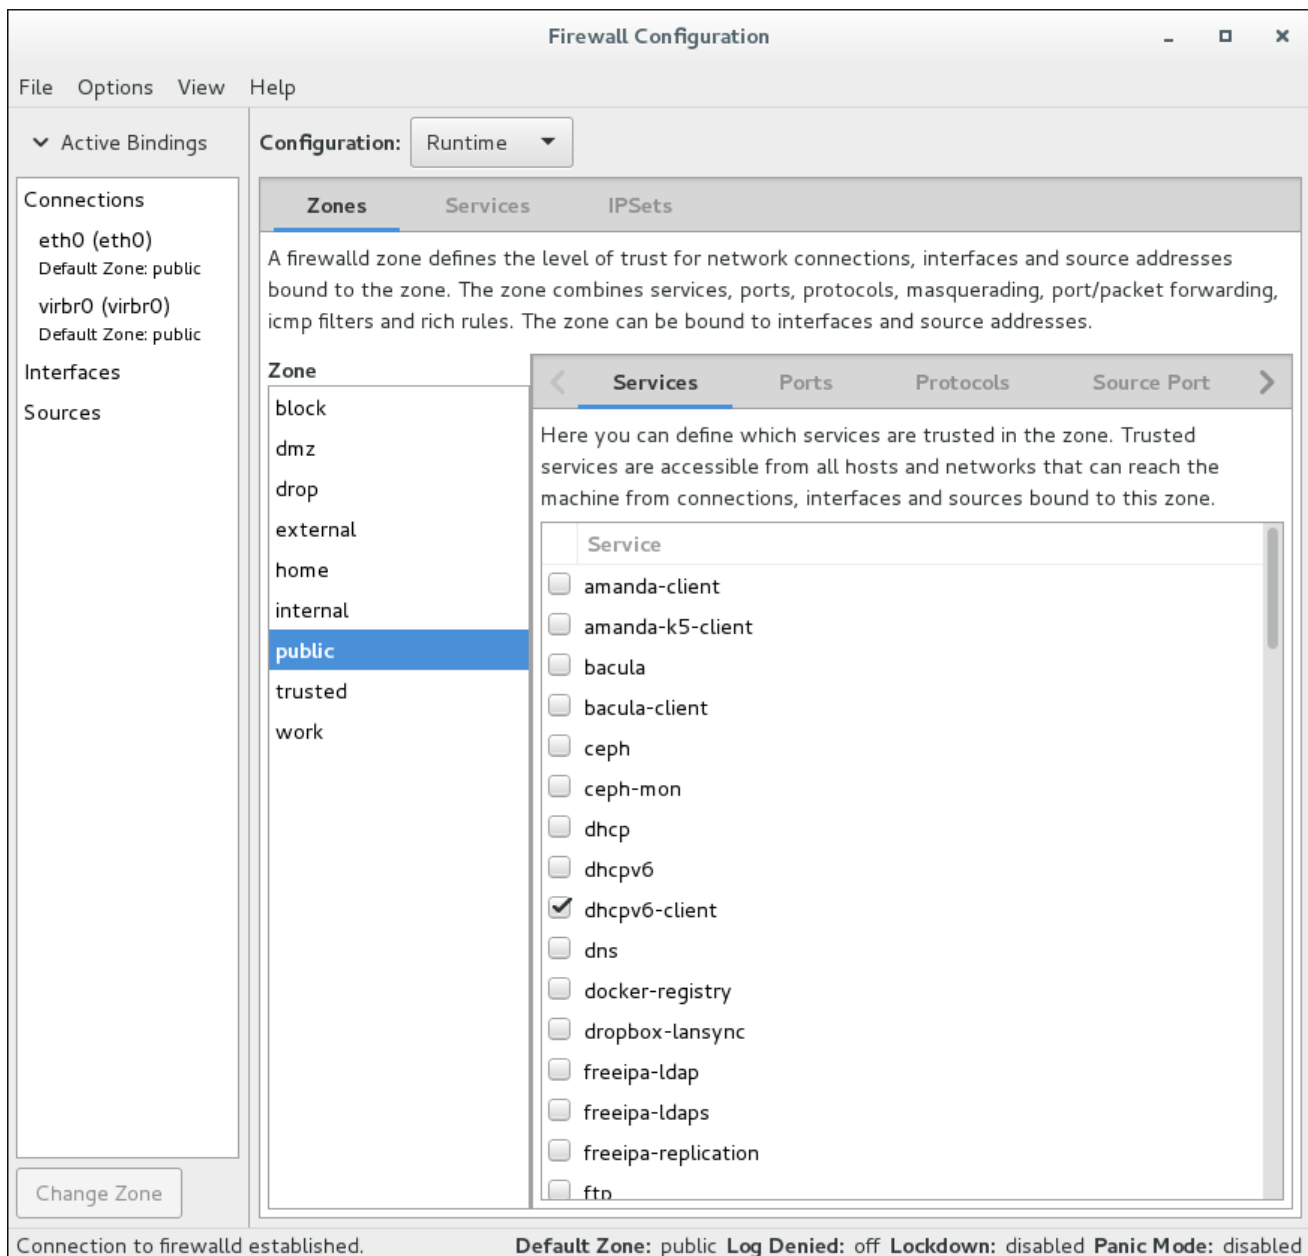 Firewall Configuration
File Options View Help
Active Bindings
Configuration: Runtime
Connections
eth0 (eth0)
Default Zone: public
virbr0 (virbr0)
Default Zone: public
Interfaces
Sources
Zones Services IPSets
A firewalld zone defines the level of trust for network connections, interfaces and source addresses
bound to the zone. The zone combines services, ports, protocols, masquerading, port/packet forwarding,
icmp filters and rich rules. The zone can be bound to interfaces and source addresses.
Zone
block
dmz
drop
external
home
internal
public
trusted
work
Services Ports Protocols Source Port
Here you can define which services are trusted in the zone. Trusted
services are accessible from all hosts and networks that can reach the
machine from connections, interfaces and sources bound to this zone.
Service
amanda-client
amanda-k5-client
bacula
bacula-client
ceph
ceph-mon
dhcp
dhcpv6
dhcpv6-client
dns
docker-registry
dropbox-lansync
freeipa-ldap
freeipa-ldaps
freeipa-replication
ftp
Change Zone
Connection to firewalld established.
Default Zone: public Log Denied: off Lockdown: disabled Panic Mode: disabled